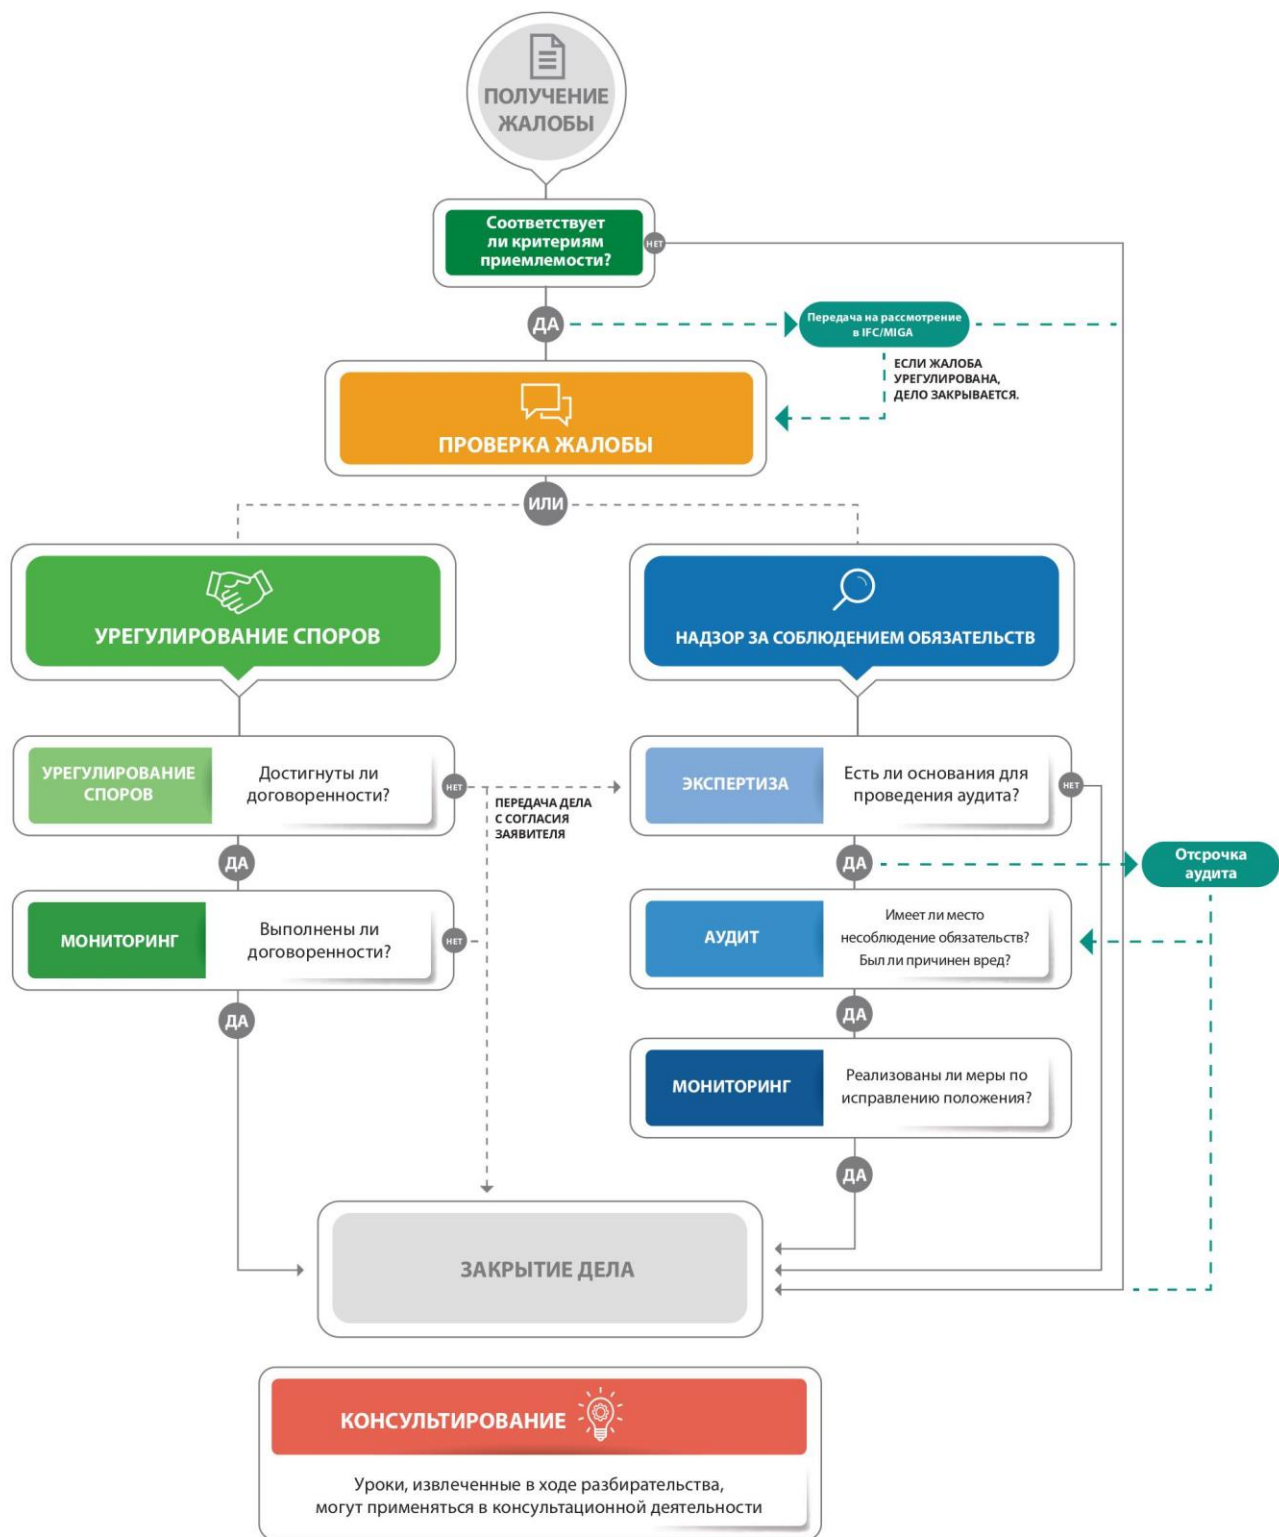 ПОЛУЧЕНИЕ
ЖАЛОБЫ
Соответствует
ли критериям
приемлемости?
НЕТ
ДА
Передача на рассмотрение
в IFC/MIGA
ЕСЛИ ЖАЛОБА
УРЕГУЛИРОВАНА,
ДЕЛО ЗАКРЫВАЕТСЯ.
ПРОВЕРКА ЖАЛОБЫ
ИЛИ
УРЕГУЛИРОВАНИЕ СПОРОВ
НАДЗОР ЗА СОБЛЮДЕНИЕМ ОБЯЗАТЕЛЬСТВ
УРЕГУЛИРОВАНИЕ
СПОРОВ
Достигнуты ли
договоренности?
НЕТ
ПЕРЕДАЧА ДЕЛА
С СОГЛАСИЯ
ЗАЯВИТЕЛЯ
ЭКСПЕРТИЗА
Есть ли основания для
проведения аудита?
НЕТ
ДА
ДА
Отсрочка
аудита
МОНИТОРИНГ
Выполнены ли
договоренности?
НЕТ
АУДИТ
Имеет ли место
несоблюдение обязательств?
Был ли причинен вред?
ДА
ДА
МОНИТОРИНГ
Реализованы ли меры по
исправлению положения?
ДА
ЗАКРЫТИЕ ДЕЛА
КОНСУЛЬТИРОВАНИЕ
Уроки, извлеченные в ходе разбирательства,
могут применяться в консультационной деятельности